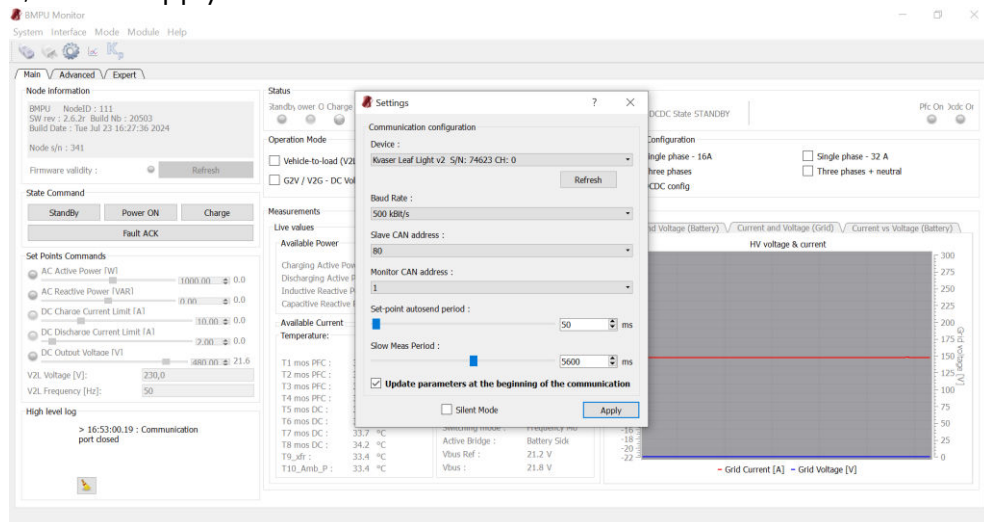 BMPU Monitor
System Interface Mode Module Help
Main Advanced Expert
Node information
BMPU NodeID : 111
SW rev : 2.6.2r Build Nb : 20503
Build Date : Tue Jul 23 16:27:36 2024
Node s/n : 341
Firmware validity : Refresh
State Command
StandBy Power ON Charge
Fault ACK
Set Points Commands
AC Active Power [W] 1000.00 0.0
AC Reactive Power [VAR] 0.00 0.0
DC Charge Current Limit [A] 10.00 0.0
DC Discharge Current Limit [A] 2.00 0.0
DC Output Voltage [V] 480.00 21.6
V2L Voltage [V]: 230,0
V2L Frequency [Hz]: 50
High level log
> 16:53:00.19 : Communication
port closed
Status
Charge
DCDC State STANDBY
Pfc On
Operation Mode
Vehicle-to-load
G2V / V2G - DC
Single phase - 32 A
phases
Three phases + neutral
config
Measurements
Live values
Available Power
Charging Active
Discharging Active
Inductive Reactive
Capacitive Reactive
Available Current
Temperature:
T1 mos PFC :
T2 mos PFC :
T3 mos PFC :
T4 mos PFC :
T5 mos DC :
T6 mos DC :
T7 mos DC : 33.7 °C
T8 mos DC : 34.2 °C
T9_xfr : 33.4 °C
T10_Amb_P : 33.4 °C
Active Bridge : Battery Side
Vbus Ref : 21.2 V
Vbus : 21.8 V
Settings ? ×
Communication configuration
Device :
Kvaser Leaf Light v2 S/N: 74623 CH: 0
Refresh
Baud Rate :
500 kBit/s
Slave CAN address :
80
Monitor CAN address :
1
Set-point autosend period :
50 ms
Slow Meas Period :
5600 ms
Update parameters at the beginning of the communication
Silent Mode Apply
Voltage (Battery) Current and Voltage (Grid) Current vs Voltage (Battery)
HV voltage & current
300
275
250
225
200
175
150
125
100
75
50
25
0
Grid voltage [V]
-18
-20
-22
Grid Current [A] Grid Voltage [V]